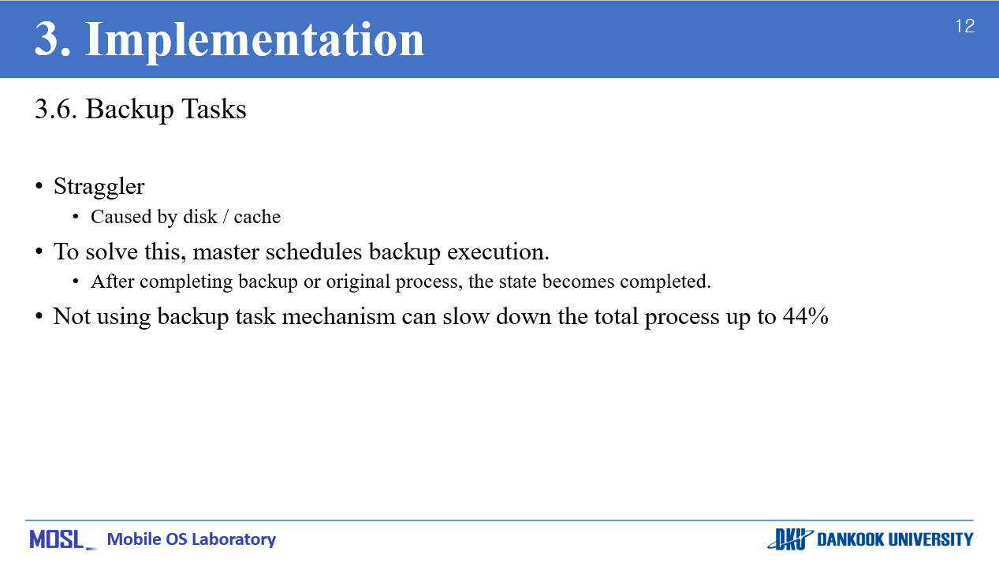 3. Implementation
12
3.6. Backup Tasks
• Straggler
• Caused by disk / cache
• To solve this, master schedules backup execution.
• After completing backup or original process, the state becomes completed.
• Not using backup task mechanism can slow down the total process up to 44%
MOSL_ Mobile OS Laboratory
DKU DANKOOK UNIVERSITY